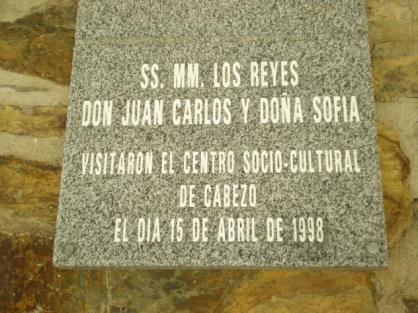 SS. MM. LOS REYES
DON JUAN CARLOS Y DOÑA SOFIA
VISITARON EL CENTRO SOCIO-CULTURAL
DE CABEZO
EL DIA 15 DE ABRIL DE 1998